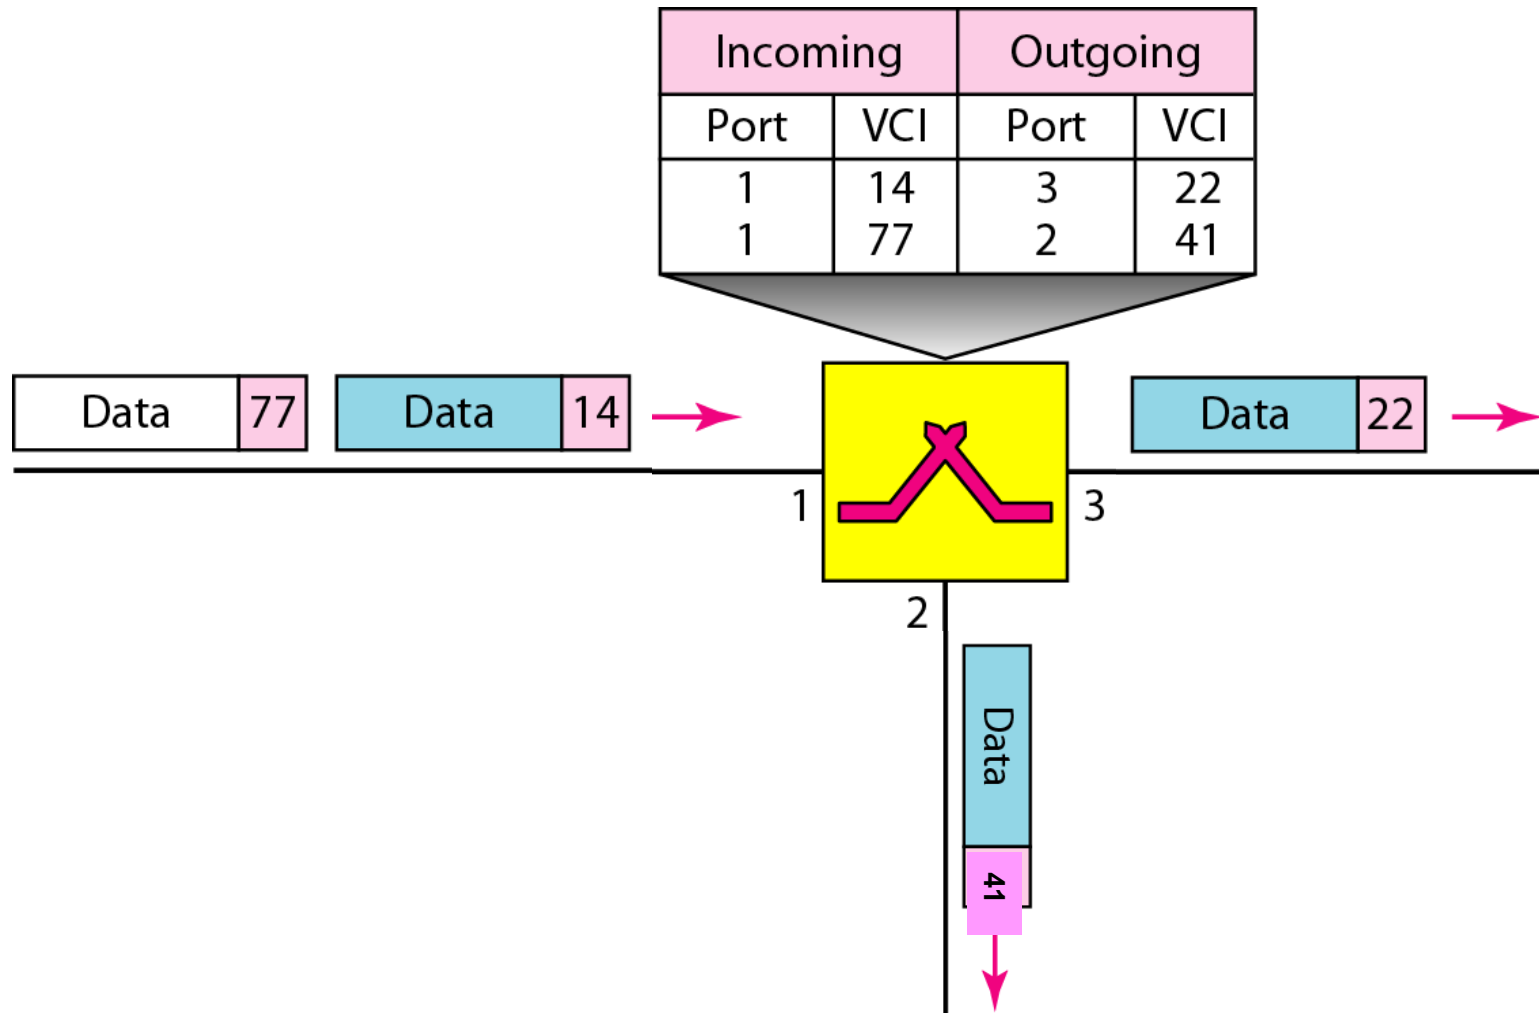 Incoming Outgoing
Port VCI Port VCI
1 14 3 22
1 77 2 41
Data 77 Data 14 Data 22
1 3
2
Data
41